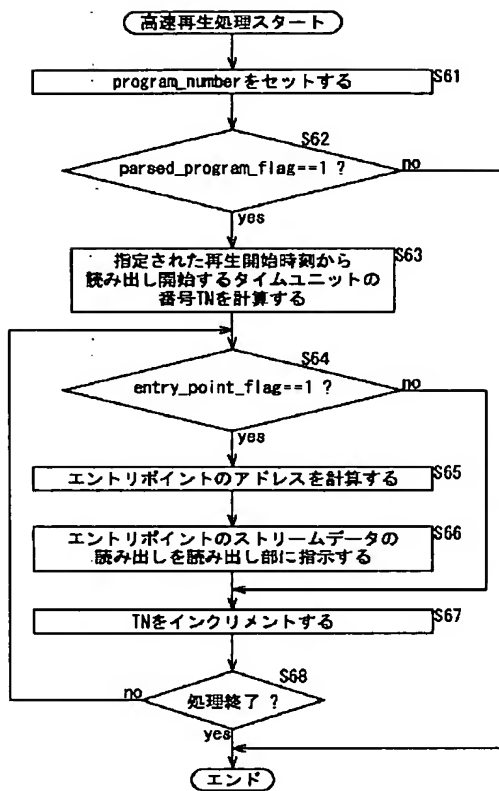 高速再生処理スタート
program_numberをセットする
S61
S62
parsed_program_flag==1 ?
no
yes
指定された再生開始時刻から
読み出し開始するタイムユニットの
番号TNを計算する
S63
S64
entry_point_flag==1 ?
no
yes
エントリポイントのアドレスを計算する
S65
エントリポイントのストリームデータの
読み出しを読み出し部に指示する
S66
TNをインクリメントする
S67
S68
no
処理終了 ?
yes
エンド